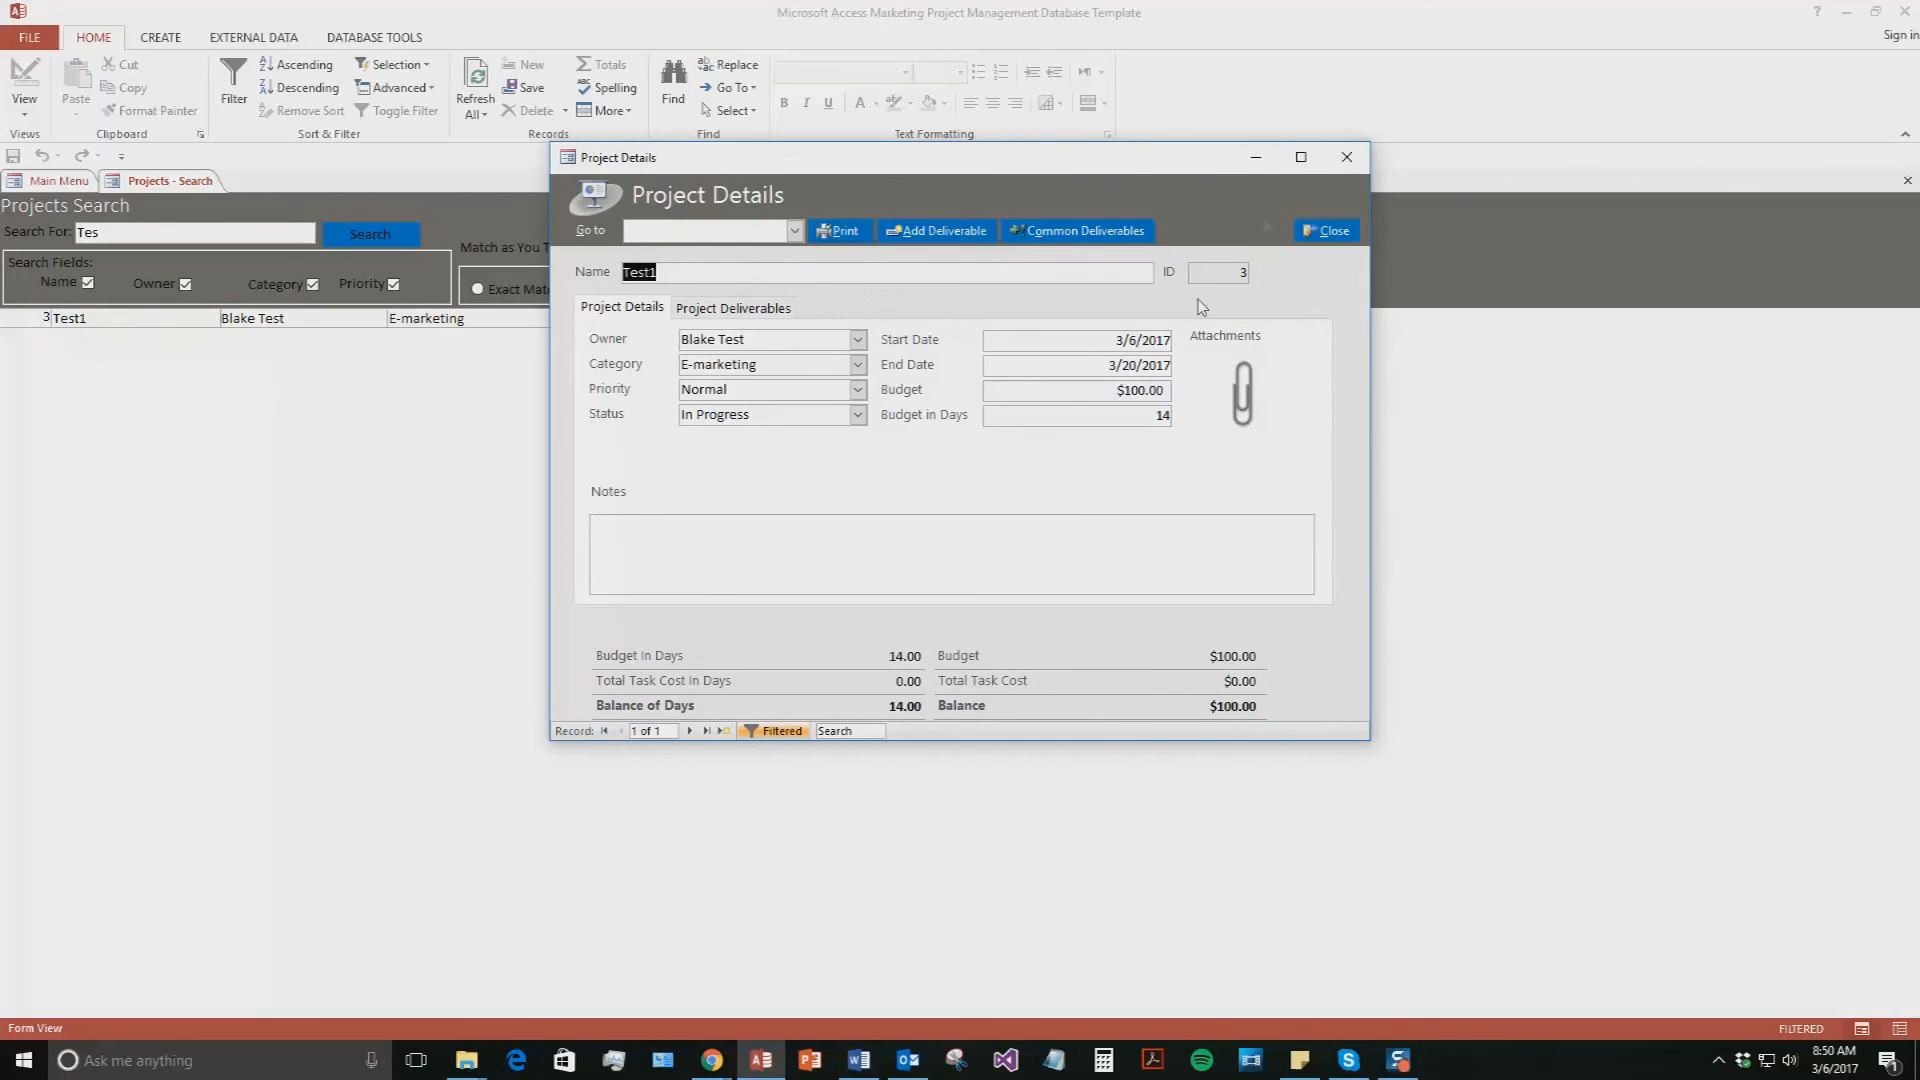 Microsoft Access Marketing Project Management Database Template
?
FILE HOME CREATE EXTERNAL DATA DATABASE TOOLS
Sign in
View
Views
Paste
Cut
Copy
Format Painter
Clipboard
Filter
Ascending
Descending
Remove Sort
Selection
Advanced
Toggle Filter
Sort & Filter
Refresh
All
New
Save
Delete
Totals
Spelling
More
Records
Find
Replace
Go To
Select
Find
B I U A
Text Formatting
Main Menu Projects - Search
Projects Search
Search For: Tes Search
Match as You T
Search Fields:
Name Owner Category Priority
Exact Matc
3 Test1 Blake Test E-marketing
Project Details
Project Details
Go to Print Add Deliverable Common Deliverables Close
Name Test1 ID 3
Project Details Project Deliverables
Owner Blake Test Start Date 3/6/2017 Attachments
Category E-marketing End Date 3/20/2017
Priority Normal Budget $100.00
Status In Progress Budget in Days 14
Notes
Budget In Days 14.00 Budget $100.00
Total Task Cost In Days 0.00 Total Task Cost $0.00
Balance of Days 14.00 Balance $100.00
Record: 1 of 1 Filtered Search
Form View FILTERED
Ask me anything
8:50 AM
3/6/2017